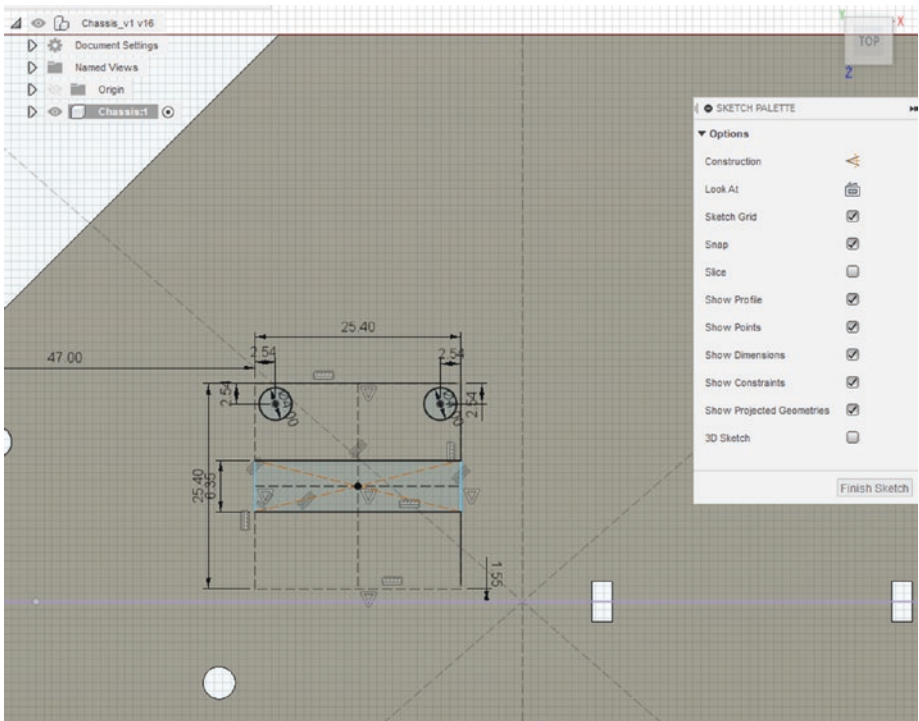 Chassis_v1 v16
Document Settings
Named Views
Origin
Chassis:1
Y
X
TOP
Z
SKETCH PALETTE
Options
Construction
Look At
Sketch Grid
Snap
Slice
Show Profile
Show Points
Show Dimensions
Show Constraints
Show Projected Geometries
3D Sketch
Finish Sketch
25.40
47.00
2.54
2.54
2.54
2.54
25.40
6.35
1.55